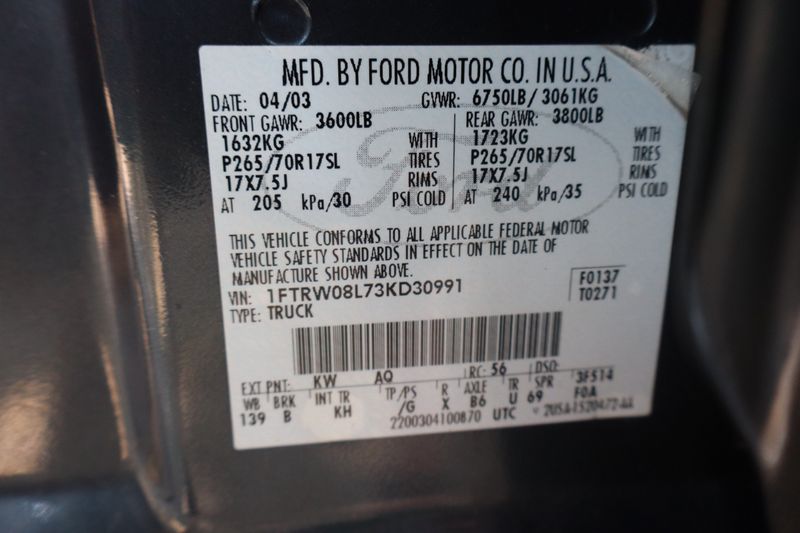 MFD. BY FORD MOTOR CO. IN U.S.A.
DATE: 04/03 GVWR: 6750LB/ 3061KG
FRONT GAWR: 3600LB REAR GAWR: 3800LB
1632KG WITH 1723KG WITH
P265/70R17SL TIRES P265/70R17SL TIRES
17X7.5J RIMS 17X7.5J RIMS
AT 205 kPa/30 PSI COLD AT 240 kPa/35 PSI COLD
Ford
THIS VEHICLE CONFORMS TO ALL APPLICABLE FEDERAL MOTOR
VEHICLE SAFETY STANDARDS IN EFFECT ON THE DATE OF
MANUFACTURE SHOWN ABOVE.
VIN: 1FTRW08L73KD30991 F0137
TYPE: TRUCK T0271
EXT PNT: KW AQ RC: 56 DSO:
WB BRK INT TR TP/PS R AXLE TR SPR 3F514
139 B KH /G X B6 U 69 F0A
2200304100870 UTC